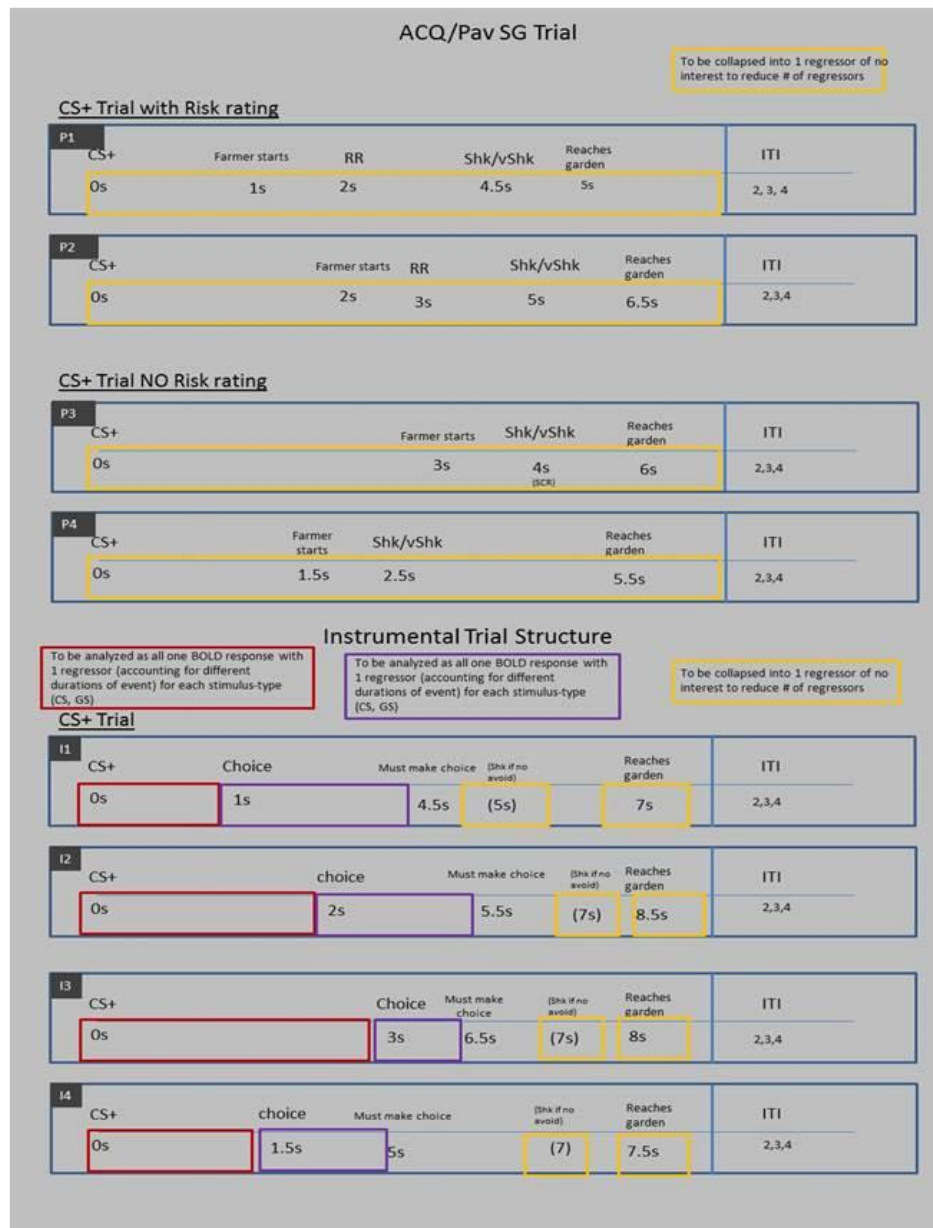 ACQ/Pav SG Trial
To be collapsed into 1 regressor of no
interest to reduce # of regressors
CS+ Trial with Risk rating
P1
CS+ Farmer starts RR Shk/vShk Reaches garden ITI
0s 1s 2s 4.5s 5s 2, 3, 4
P2
CS+ Farmer starts RR Shk/vShk Reaches garden ITI
0s 2s 3s 5s 6.5s 2,3,4
CS+ Trial NO Risk rating
P3
CS+ Farmer starts Shk/vShk Reaches garden ITI
0s 3s 4s 6s 2,3,4
(SCR)
P4
CS+ Farmer starts Shk/vShk Reaches garden ITI
0s 1.5s 2.5s 5.5s 2,3,4
Instrumental Trial Structure
To be analyzed as all one BOLD response with
1 regressor (accounting for different
durations of event) for each stimulus-type
(CS, GS)
To be analyzed as all one BOLD response with
1 regressor (accounting for different
durations of event) for each stimulus-type
(CS, GS)
To be collapsed into 1 regressor of no
interest to reduce # of regressors
CS+ Trial
I1
CS+ Choice Must make choice (Shk if no avoid) Reaches garden ITI
0s 1s 4.5s (5s) 7s 2,3,4
I2
CS+ choice Must make choice (Shk if no avoid) Reaches garden ITI
0s 2s 5.5s (7s) 8.5s 2,3,4
I3
CS+ Choice Must make choice (Shk if no avoid) Reaches garden ITI
0s 3s 6.5s (7s) 8s 2,3,4
I4
CS+ choice Must make choice (Shk if no avoid) Reaches garden ITI
0s 1.5s 5s (7) 7.5s 2,3,4